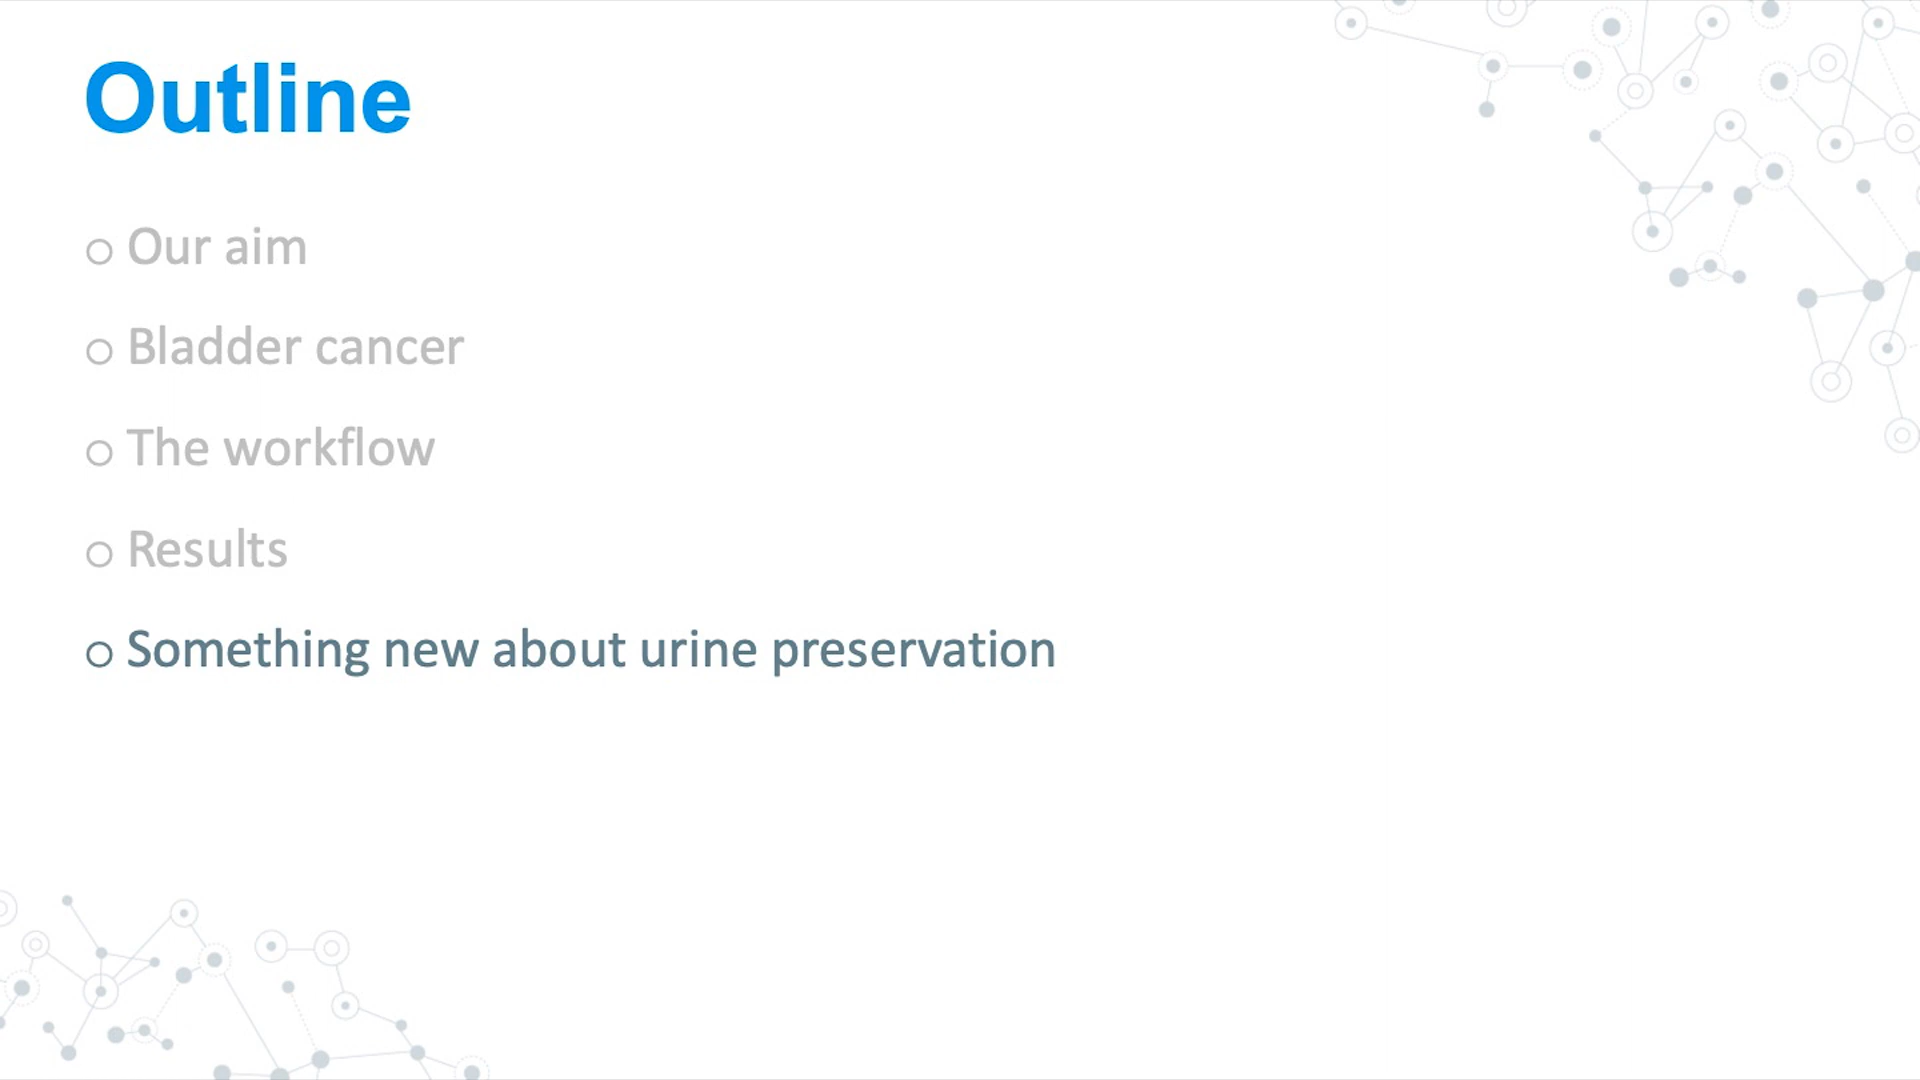 Outline
Our aim
Bladder cancer
The workflow
Results
Something new about urine preservation